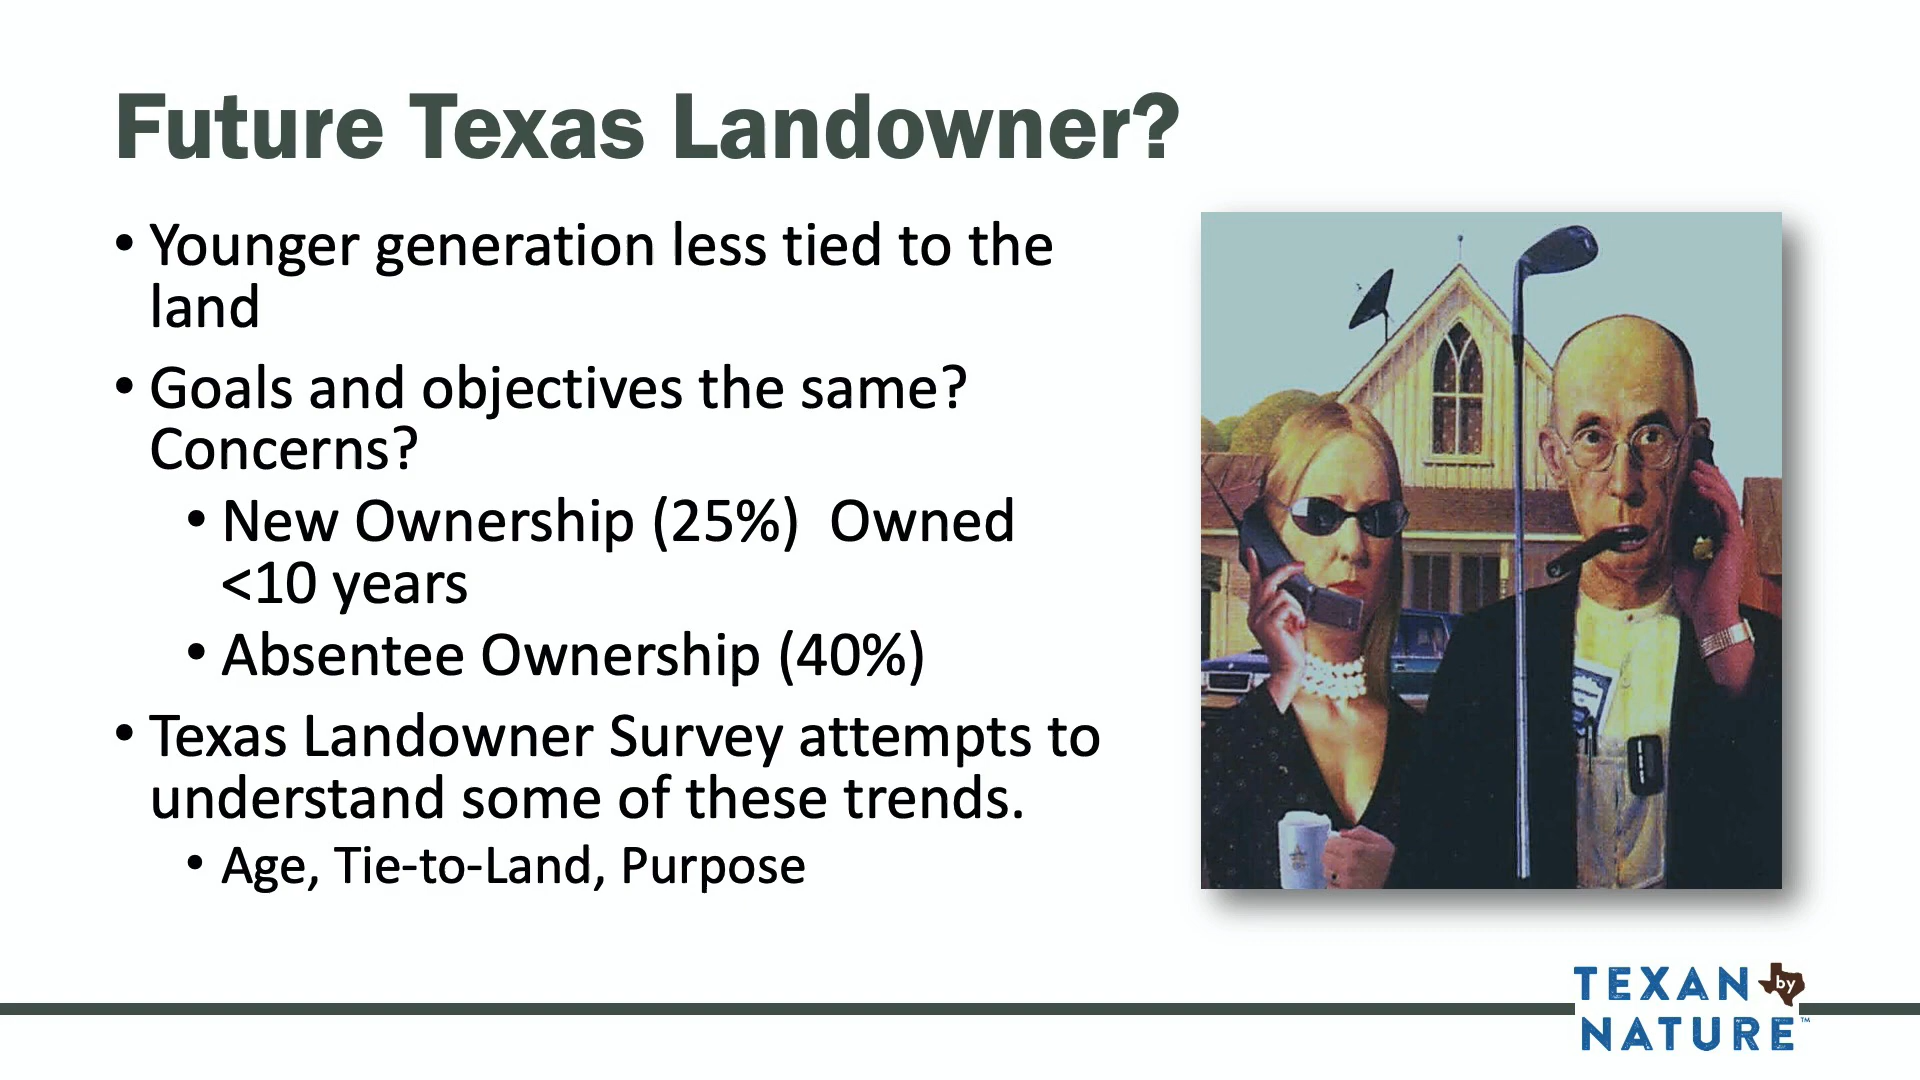 Future Texas Landowner?
• Younger generation less tied to the
land
• Goals and objectives the same?
Concerns?
• New Ownership (25%)  Owned
<10 years
• Absentee Ownership (40%)
• Texas Landowner Survey attempts to
understand some of these trends.
• Age, Tie-to-Land, Purpose
TEXAN by
NATURE™